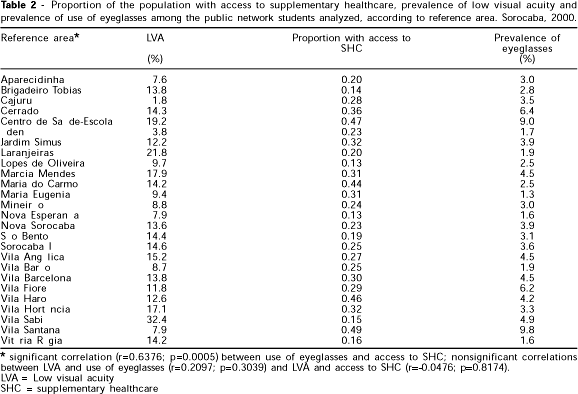 Table 2 - Proportion of the population with access to supplementary healthcare, prevalence of low visual acuity and
prevalence of use of eyeglasses among the public network students analyzed, according to reference area. Sorocaba, 2000.
Reference area* LVA Proportion with access to Prevalence of
SHC eyeglasses
(%) (%)
Aparecidinha 7.6 0.20 3.0
Brigadeiro Tobias 13.8 0.14 2.8
Cajuru 1.8 0.28 3.5
Cerrado 14.3 0.36 6.4
Centro de Sa de-Escola 19.2 0.47 9.0
den 3.8 0.23 1.7
Jardim Simus 12.2 0.32 3.9
Laranjeiras 21.8 0.20 1.9
Lopes de Oliveira 9.7 0.13 2.5
Marcia Mendes 17.9 0.31 4.5
Maria do Carmo 14.2 0.44 2.5
Maria Eugenia 9.4 0.31 1.3
Mineir o 8.8 0.24 3.0
Nova Esperan a 7.9 0.13 1.6
Nova Sorocaba 13.6 0.23 3.9
S o Bento 14.4 0.19 3.1
Sorocaba I 14.6 0.25 3.6
Vila Ang lica 15.2 0.27 4.5
Vila Bar o 8.7 0.25 1.9
Vila Barcelona 13.8 0.30 4.5
Vila Fiore 11.8 0.29 6.2
Vila Haro 12.6 0.46 4.2
Vila Hort ncia 17.1 0.32 3.3
Vila Sabi 32.4 0.15 4.9
Vila Santana 7.9 0.49 9.8
Vit ria R gia 14.2 0.16 1.6
* significant correlation (r=0.6376; p=0.0005) between use of eyeglasses and access to SHC; nonsignificant correlations
between LVA and use of eyeglasses (r=0.2097; p=0.3039) and LVA and access to SHC (r=-0.0476; p=0.8174).
LVA = Low visual acuity
SHC = supplementary healthcare